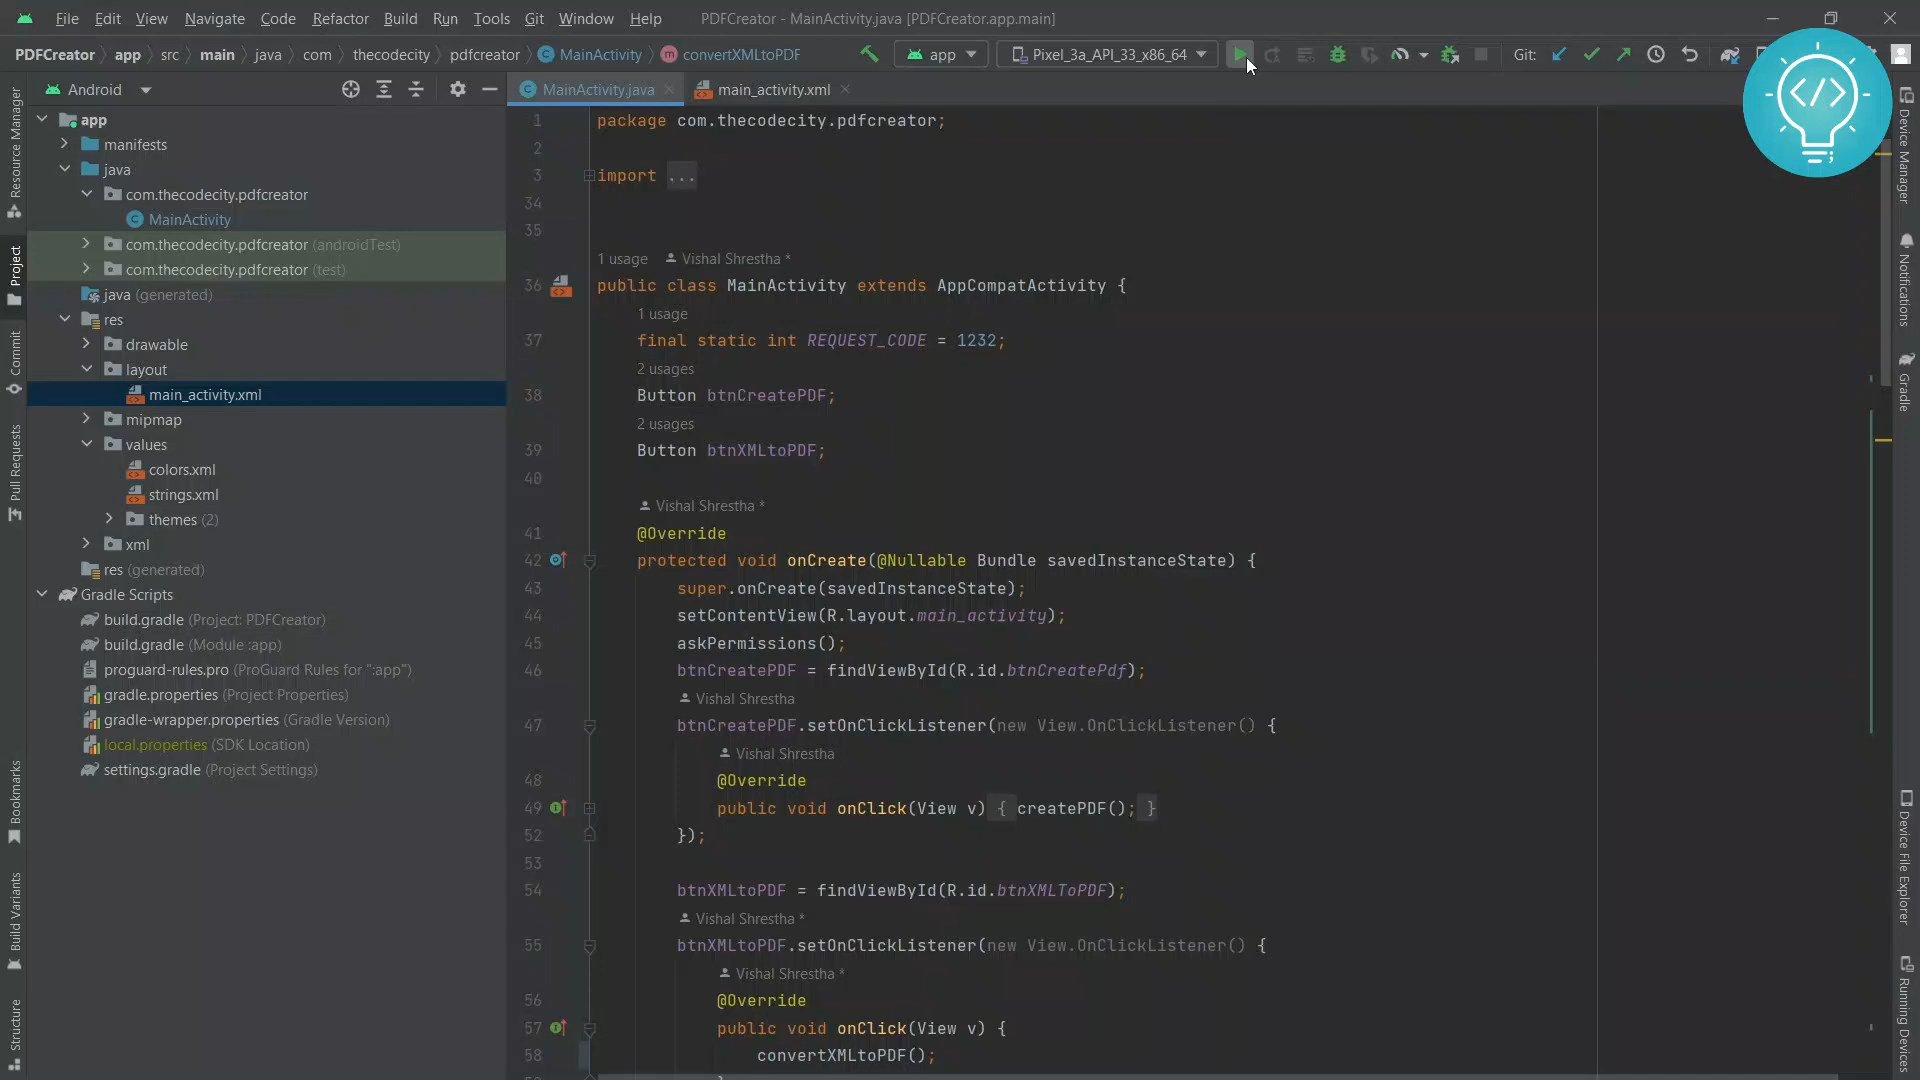 File Edit View Navigate Code Refactor Build Run Tools Git Window Help PDFCreator - MainActivity.java [PDFCreator.app.main]
PDFCreator app src main java com thecodecity pdfcreator MainActivity convertXMLtoPDF app Pixel_3a_API_33_x86_64 Git:
Android
MainActivity.java main_activity.xml
app
manifests
java
com.thecodecity.pdfcreator
MainActivity
com.thecodecity.pdfcreator (androidTest)
com.thecodecity.pdfcreator (test)
java (generated)
res
drawable
layout
main_activity.xml
mipmap
values
colors.xml
strings.xml
themes (2)
xml
res (generated)
Gradle Scripts
build.gradle (Project: PDFCreator)
build.gradle (Module :app)
proguard-rules.pro (ProGuard Rules for ":app")
gradle.properties (Project Properties)
gradle-wrapper.properties (Gradle Version)
local.properties (SDK Location)
settings.gradle (Project Settings)
Resource Manager
Project
Commit
Pull Requests
Bookmarks
Build Variants
Structure
1 package com.thecodecity.pdfcreator;
2
3 import ...
34
35
1 usage Vishal Shrestha *
36 public class MainActivity extends AppCompatActivity {
1 usage
37 final static int REQUEST_CODE = 1232;
2 usages
38 Button btnCreatePDF;
2 usages
39 Button btnXMLtoPDF;
40
Vishal Shrestha *
41 @Override
42 protected void onCreate(@Nullable Bundle savedInstanceState) {
43 super.onCreate(savedInstanceState);
44 setContentView(R.layout.main_activity);
45 askPermissions();
46 btnCreatePDF = findViewById(R.id.btnCreatePdf);
Vishal Shrestha
47 btnCreatePDF.setOnClickListener(new View.OnClickListener() {
Vishal Shrestha
48 @Override
49 public void onClick(View v) { createPDF(); }
52 });
53
54 btnXMLtoPDF = findViewById(R.id.btnXMLToPDF);
Vishal Shrestha *
55 btnXMLtoPDF.setOnClickListener(new View.OnClickListener() {
Vishal Shrestha *
56 @Override
57 public void onClick(View v) {
58 convertXMLtoPDF();
</>
Device Manager
Notifications
Gradle
Device File Explorer
Running Devices